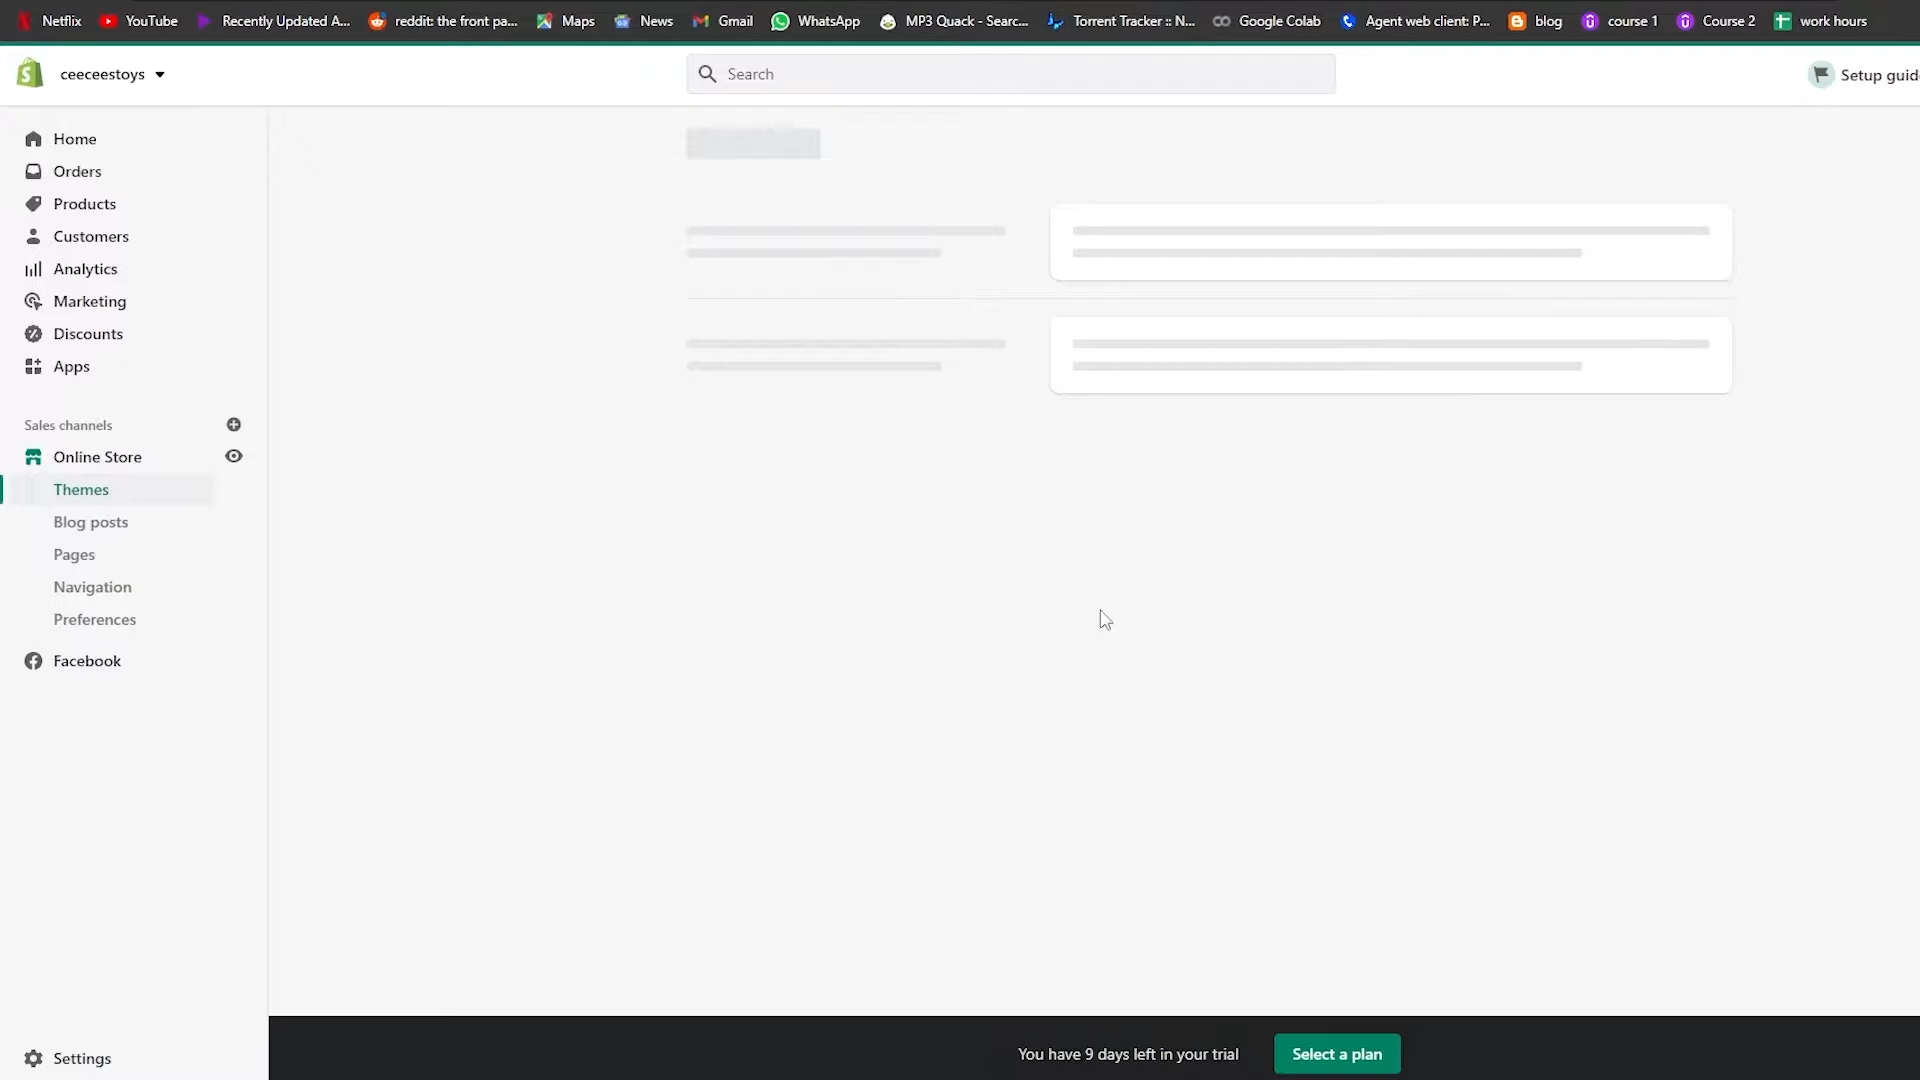 Netflix YouTube Recently Updated A... reddit: the front pa... Maps News Gmail WhatsApp MP3 Quack - Searc... Torrent Tracker :: N... Google Colab Agent web client: P... blog course 1 Course 2 work hours
ceeceestoys Search Setup guid
Home
Orders
Products
Customers
Analytics
Marketing
Discounts
Apps
Sales channels
Online Store
Themes
Blog posts
Pages
Navigation
Preferences
Facebook
Settings
You have 9 days left in your trial Select a plan